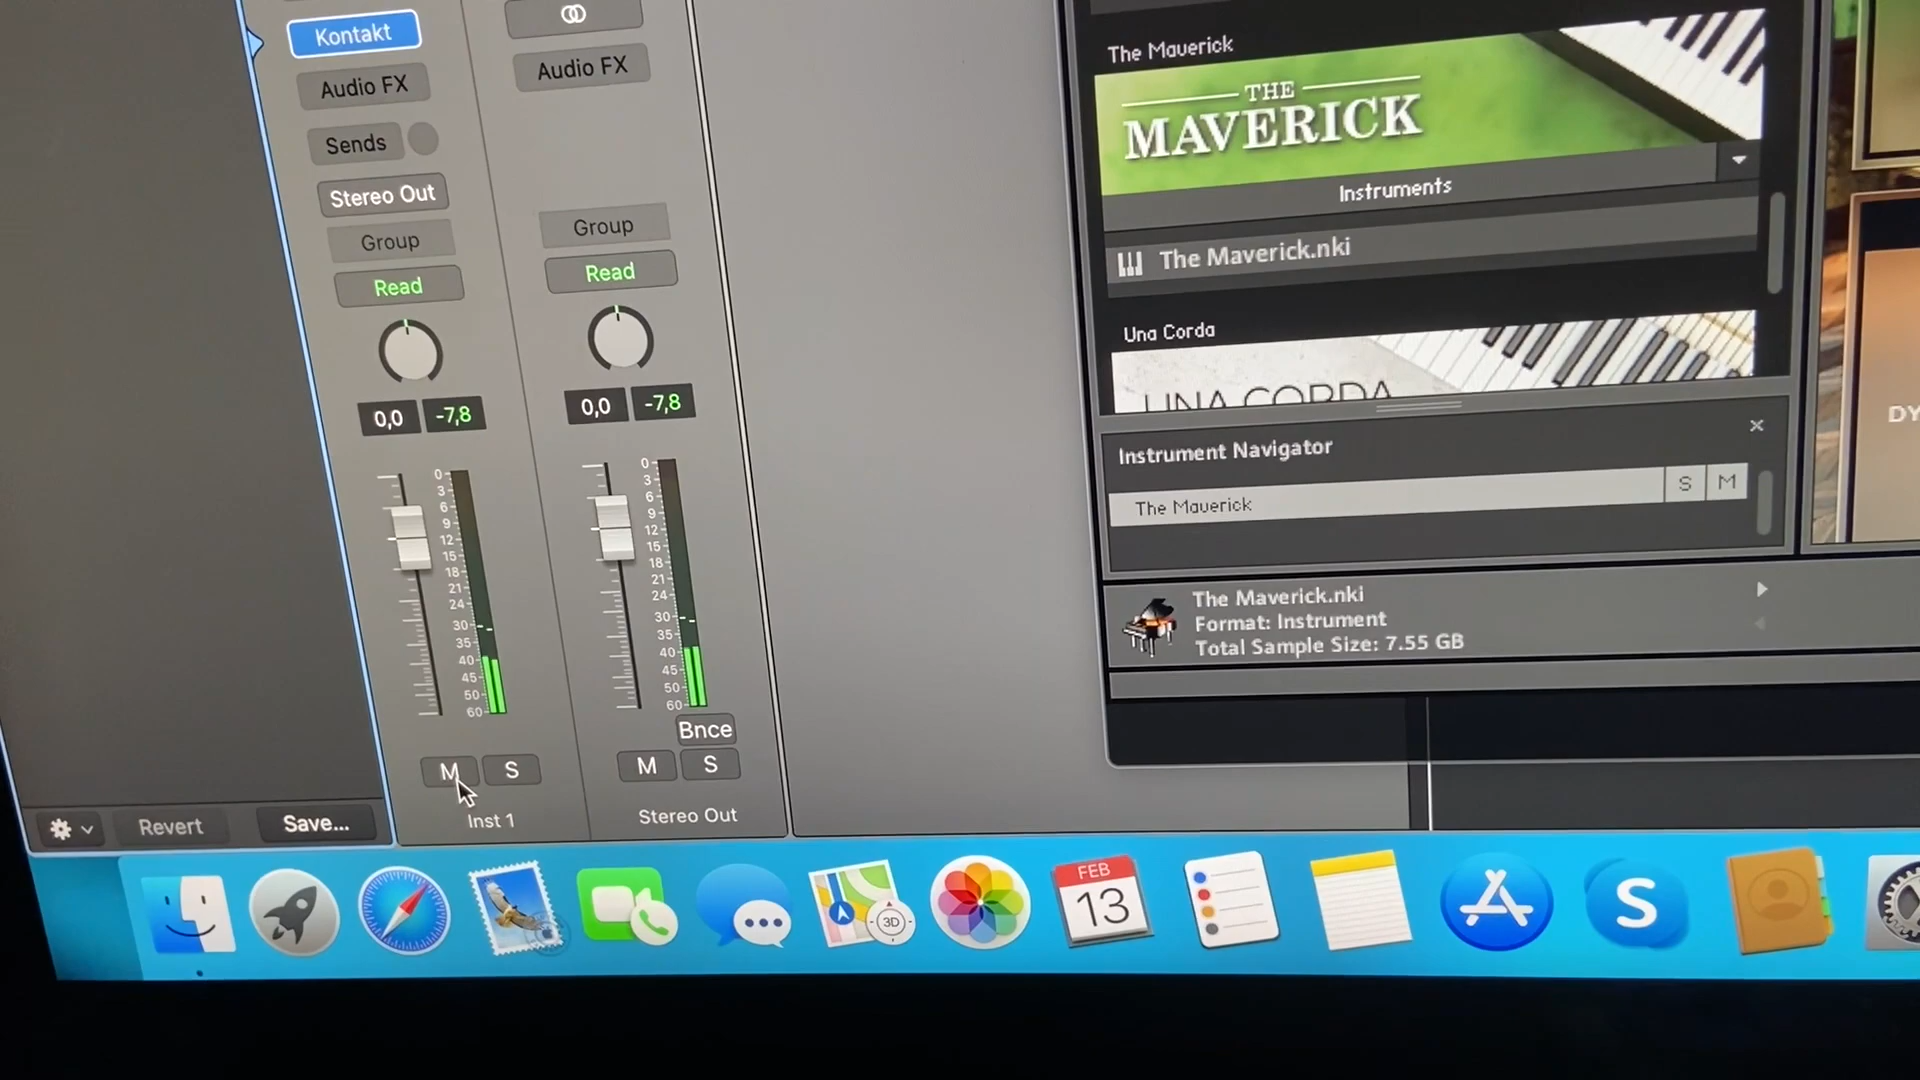 Kontakt
Audio FX
Sends
Stereo Out
Group
Read
0,0 -7,8
0
3
6
9
12
15
18
21
24
30
35
40
45
50
60
M S
Inst 1
Audio FX
Group
Read
0,0 -7,8
0
3
6
9
12
15
18
21
24
30
35
40
45
50
60
Bnce
M S
Stereo Out
Revert
Save...
The Maverick
THE
MAVERICK
Instruments
The Maverick.nki
Una Corda
UNA CORDA
Instrument Navigator
The Maverick S M
The Maverick.nki
Format: Instrument
Total Sample Size: 7.55 GB
DY
3D
FEB
13
S